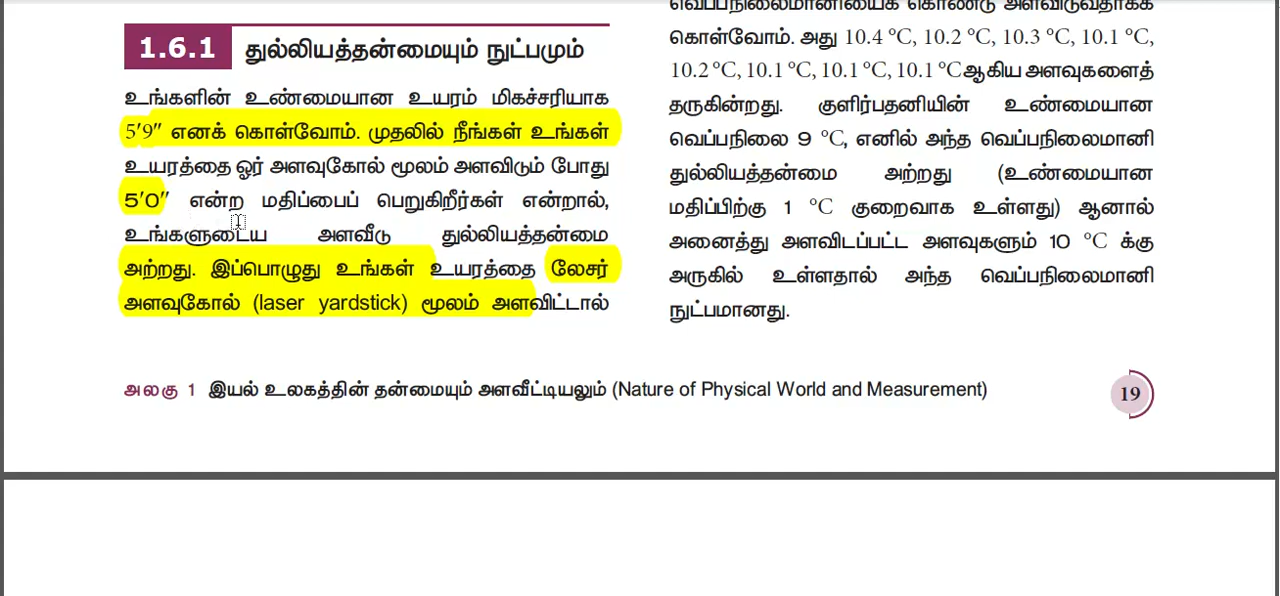 1.6.1 துல்லியத்தன்மையும் நுட்பமும்
உங்களின் உண்மையான உயரம் மிகச்சரியாக
5′9″ எனக் கொள்வோம். முதலில் நீங்கள் உங்கள்
உயரத்தை ஓர் அளவுகோல் மூலம் அளவிடும் போது
5′0″ என்ற மதிப்பைப் பெறுகிறீர்கள் என்றால்,
உங்களுடைய அளவீடு துல்லியத்தன்மை
அற்றது. இப்பொழுது உங்கள் உயரத்தை லேசர்
அளவுகோல் (laser yardstick) மூலம் அளவிட்டால்
வெப்பநிலைமானியைக் கொண்டு அளவிடுவதாகக்
கொள்வோம். அது 10.4 °C, 10.2 °C, 10.3 °C, 10.1 °C,
10.2 °C, 10.1 °C, 10.1 °C, 10.1 °C ஆகிய அளவுகளைத்
தருகின்றது. குளிர்பதனியின் உண்மையான
வெப்பநிலை 9 °C, எனில் அந்த வெப்பநிலைமானி
துல்லியத்தன்மை அற்றது (உண்மையான
மதிப்பிற்கு 1 °C குறைவாக உள்ளது) ஆனால்
அனைத்து அளவிடப்பட்ட அளவுகளும் 10 °C க்கு
அருகில் உள்ளதால் அந்த வெப்பநிலைமானி
நுட்பமானது.
அலகு 1 இயல் உலகத்தின் தன்மையும் அளவீட்டியலும் (Nature of Physical World and Measurement)
19